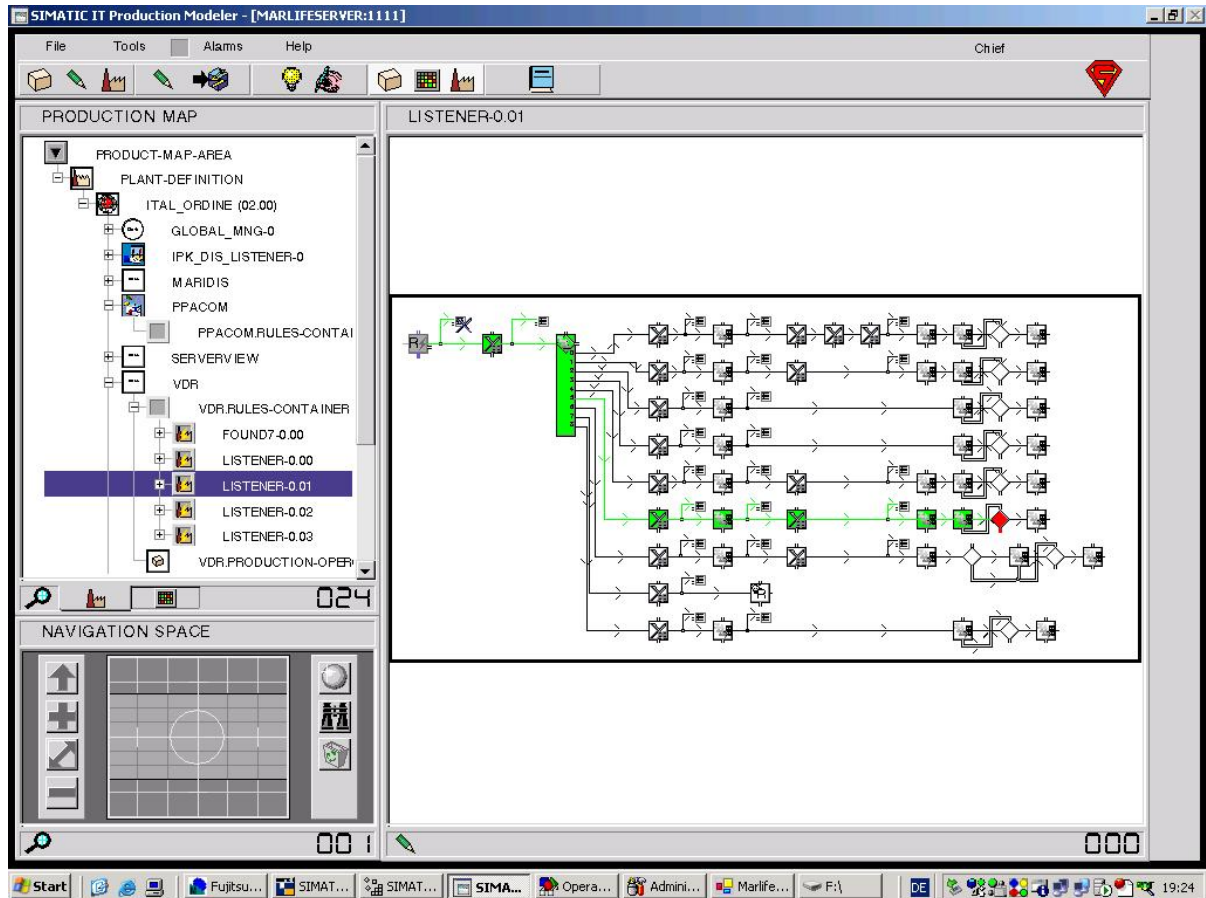 SIMATIC IT Production Modeler - [MARLIFESERVER:1111]
File Tools Alarms Help Chief
PRODUCTION MAP
LISTENER-0.01
PRODUCT-MAP-AREA
PLANT-DEFINITION
ITAL_ORDINE (02.00)
GLOBAL_MNG-0
IPK_DIS_LISTENER-0
MARIDIS
PPACOM
PPACOM.RULES-CONTAI
SERVERVIEW
VDR
VDR.RULES-CONTAINER
FOUND7-0.00
LISTENER-0.00
LISTENER-0.01
LISTENER-0.02
LISTENER-0.03
VDR.PRODUCTION-OPER
024
NAVIGATION SPACE
001
000
Start Fujitsu... SIMAT... SIMAT... SIMA... Opera... Admini... Marlife... F:\ DE 19:24